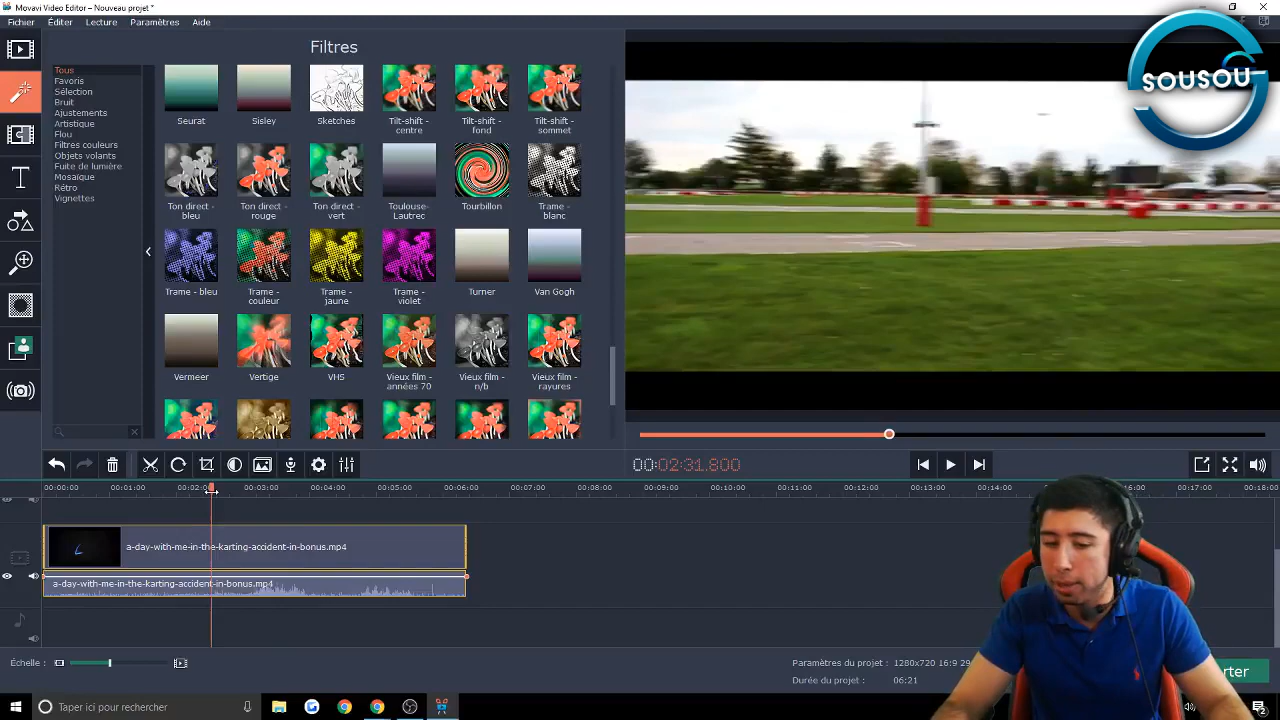 Movavi Video Editor – Nouveau projet *
Fichier Éditer Lecture Paramètres Aide
Filtres
Tous
Favoris
Sélection
Bruit
Ajustements
Artistique
Flou
Filtres couleurs
Objets volants
Fuite de lumière
Mosaïque
Rétro
Vignettes
Seurat
Sisley
Sketches
Tilt-shift -
centre
Tilt-shift -
fond
Tilt-shift -
sommet
Ton direct -
bleu
Ton direct -
rouge
Ton direct -
vert
Toulouse-
Lautrec
Tourbillon
Trame -
blanc
Trame - bleu
Trame -
couleur
Trame -
jaune
Trame -
violet
Turner
Van Gogh
Vermeer
Vertige
VHS
Vieux film -
années 70
Vieux film -
n/b
Vieux film -
rayures
SOUSOU
00:02:31.800
00:00:00 00:01:00 00:02:00 00:03:00 00:04:00 00:05:00 00:06:00 00:07:00 00:08:00 00:09:00 00:10:00 00:11:00 00:12:00 00:13:00 00:14:00 00:15:00 00:16:00 00:17:00 00:18:00
a-day-with-me-in-the-karting-accident-in-bonus.mp4
a-day-with-me-in-the-karting-accident-in-bonus.mp4
Échelle :
Paramètres du projet : 1280x720 16:9 29
Durée du projet : 06:21
rter
Taper ici pour rechercher